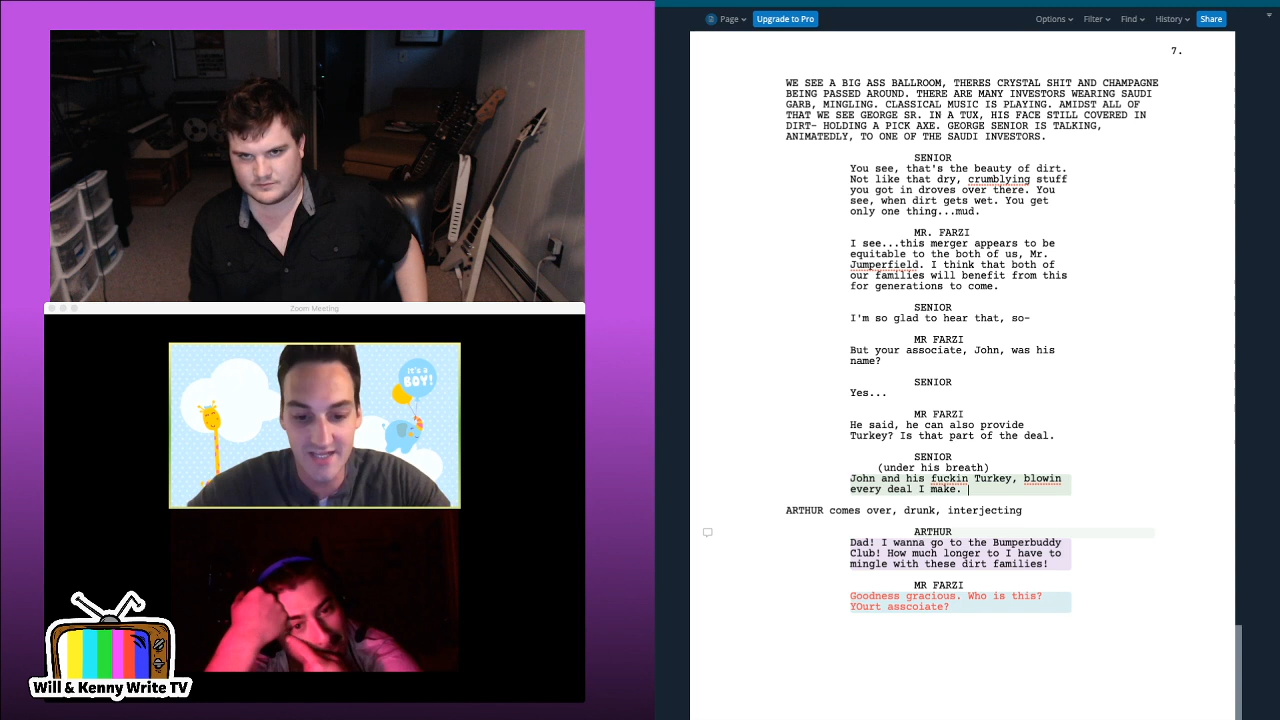 Page
Upgrade to Pro
Options
Filter
Find
History
Share
7.
WE SEE A BIG ASS BALLROOM, THERES CRYSTAL SHIT AND CHAMPAGNE
BEING PASSED AROUND. THERE ARE MANY INVESTORS WEARING SAUDI
GARB, MINGLING. CLASSICAL MUSIC IS PLAYING. AMIDST ALL OF
THAT WE SEE GEORGE SR. IN A TUX, HIS FACE STILL COVERED IN
DIRT- HOLDING A PICK AXE. GEORGE SENIOR IS TALKING,
ANIMATEDLY, TO ONE OF THE SAUDI INVESTORS.
SENIOR
You see, that's the beauty of dirt.
Not like that dry, crumblying stuff
you got in droves over there. You
see, when dirt gets wet. You get
only one thing...mud.
MR. FARZI
I see...this merger appears to be
equitable to the both of us, Mr.
Jumperfield. I think that both of
our families will benefit from this
for generations to come.
SENIOR
I'm so glad to hear that, so-
MR FARZI
But your associate, John, was his
name?
SENIOR
Yes...
MR FARZI
He said, he can also provide
Turkey? Is that part of the deal.
SENIOR
(under his breath)
John and his fuckin Turkey, blowin
every deal I make.
ARTHUR comes over, drunk, interjecting
ARTHUR
Dad! I wanna go to the Bumperbuddy
Club! How much longer to I have to
mingle with these dirt families!
MR FARZI
Goodness gracious. Who is this?
YOurt asscoiate?
Zoom Meeting
IT'S A
BOY!
Will & Kenny Write TV